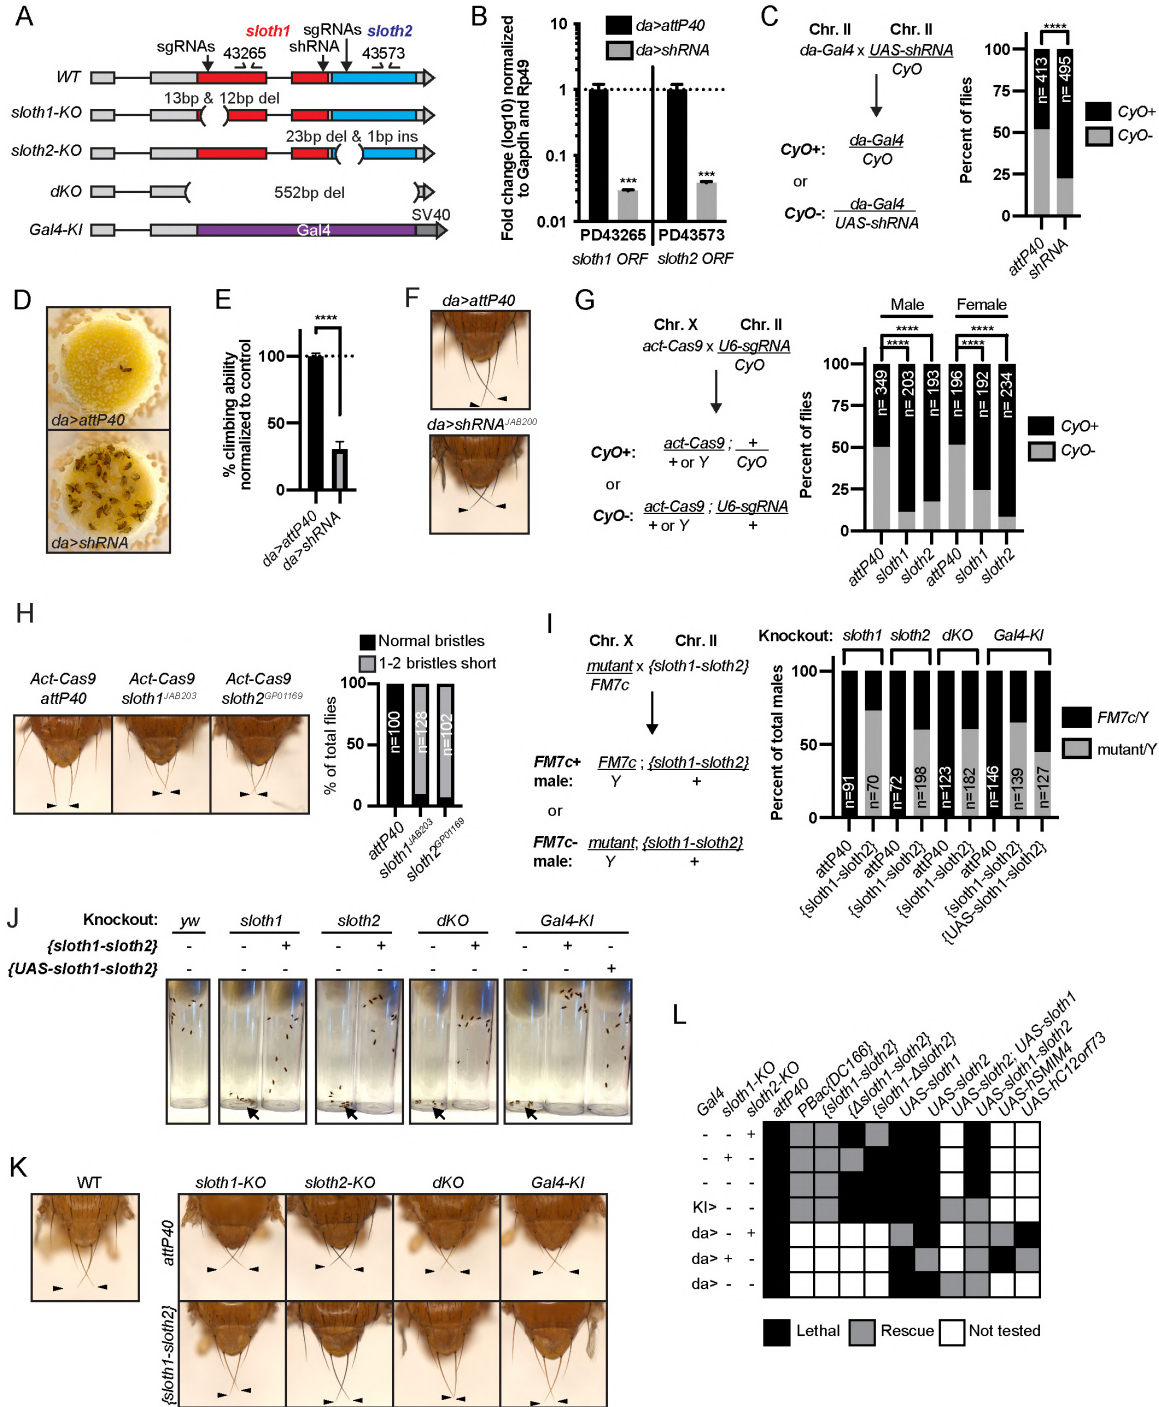 A
sgRNAs
sloth1
sgRNAs
shRNA
sloth2
43265
43573
WT
13bp & 12bp del
sloth1-KO
23bp del & 1bp ins
sloth2-KO
dKO
552bp del
SV40
Gal4-KI
Gal4
B
Fold change (log10) normalized
to Gapdh and Rp49
10
1
0.1
0.01
da>attP40
da>shRNA
***
***
PD43265
PD43573
sloth1 ORF
sloth2 ORF
C
Chr. II
Chr. II
da-Gal4 x UAS-shRNA
CyO
CyO+:
da-Gal4
CyO
or
CyO-:
da-Gal4
UAS-shRNA
Percent of flies
100
75
50
25
0
****
n= 413
n= 495
CyO+
CyO-
attP40
shRNA
D
da>attP40
da>shRNA
E
% climbing ability
normalized to control
100
50
0
****
da>attP40
da>shRNA
F
da>attP40
da>shRNA JAB200
G
Chr. X
Chr. II
act-Cas9 x U6-sgRNA
CyO
CyO+:
act-Cas9 ; +
+ or Y CyO
or
CyO-:
act-Cas9 ; U6-sgRNA
+ or Y +
Percent of flies
100
75
50
25
0
Male
Female
****
****
****
****
n= 349
n= 203
n= 193
n= 196
n= 192
n= 234
CyO+
CyO-
attP40
sloth1
sloth2
attP40
sloth1
sloth2
H
Act-Cas9
attP40
Act-Cas9
sloth1 JAB203
Act-Cas9
sloth2 GP01169
Normal bristles
1-2 bristles short
% of total flies
100
50
0
n=100
n=128
n=102
attP40
sloth1 JAB203
sloth2 GP01169
I
Chr. X
Chr. II
mutant x {sloth1-sloth2}
FM7c
FM7c+
male:
FM7c ; {sloth1-sloth2}
Y +
or
FM7c-
male:
mutant; {sloth1-sloth2}
Y +
Knockout: sloth1 sloth2 dKO Gal4-KI
Percent of total males
100
50
0
n=91
n=70
n=72
n=198
n=123
n=182
n=146
n=139
n=127
FM7c/Y
mutant/Y
attP40
{sloth1-sloth2}
attP40
{sloth1-sloth2}
attP40
{sloth1-sloth2}
attP40
{sloth1-sloth2}
{UAS-sloth1-sloth2}
J
Knockout: yw sloth1 sloth2 dKO Gal4-KI
{sloth1-sloth2} - - + - + - + - + -
{UAS-sloth1-sloth2} - - - - - - - - - +
K
WT
sloth1-KO sloth2-KO dKO Gal4-KI
attP40
{sloth1-sloth2}
L
Gal4
sloth1-KO
sloth2-KO
attP40
PBac{DC166}
{sloth1-sloth2}
{Δsloth1-sloth2}
{sloth1-Δsloth2}
UAS-sloth1
UAS-sloth2
UAS-sloth2; UAS-sloth1
UAS-sloth1-sloth2
UAS-hSMIM4
UAS-hC12orf73
- - +
- + -
- - -
KI> - -
da> - +
da> + -
da> - -
Lethal
Rescue
Not tested